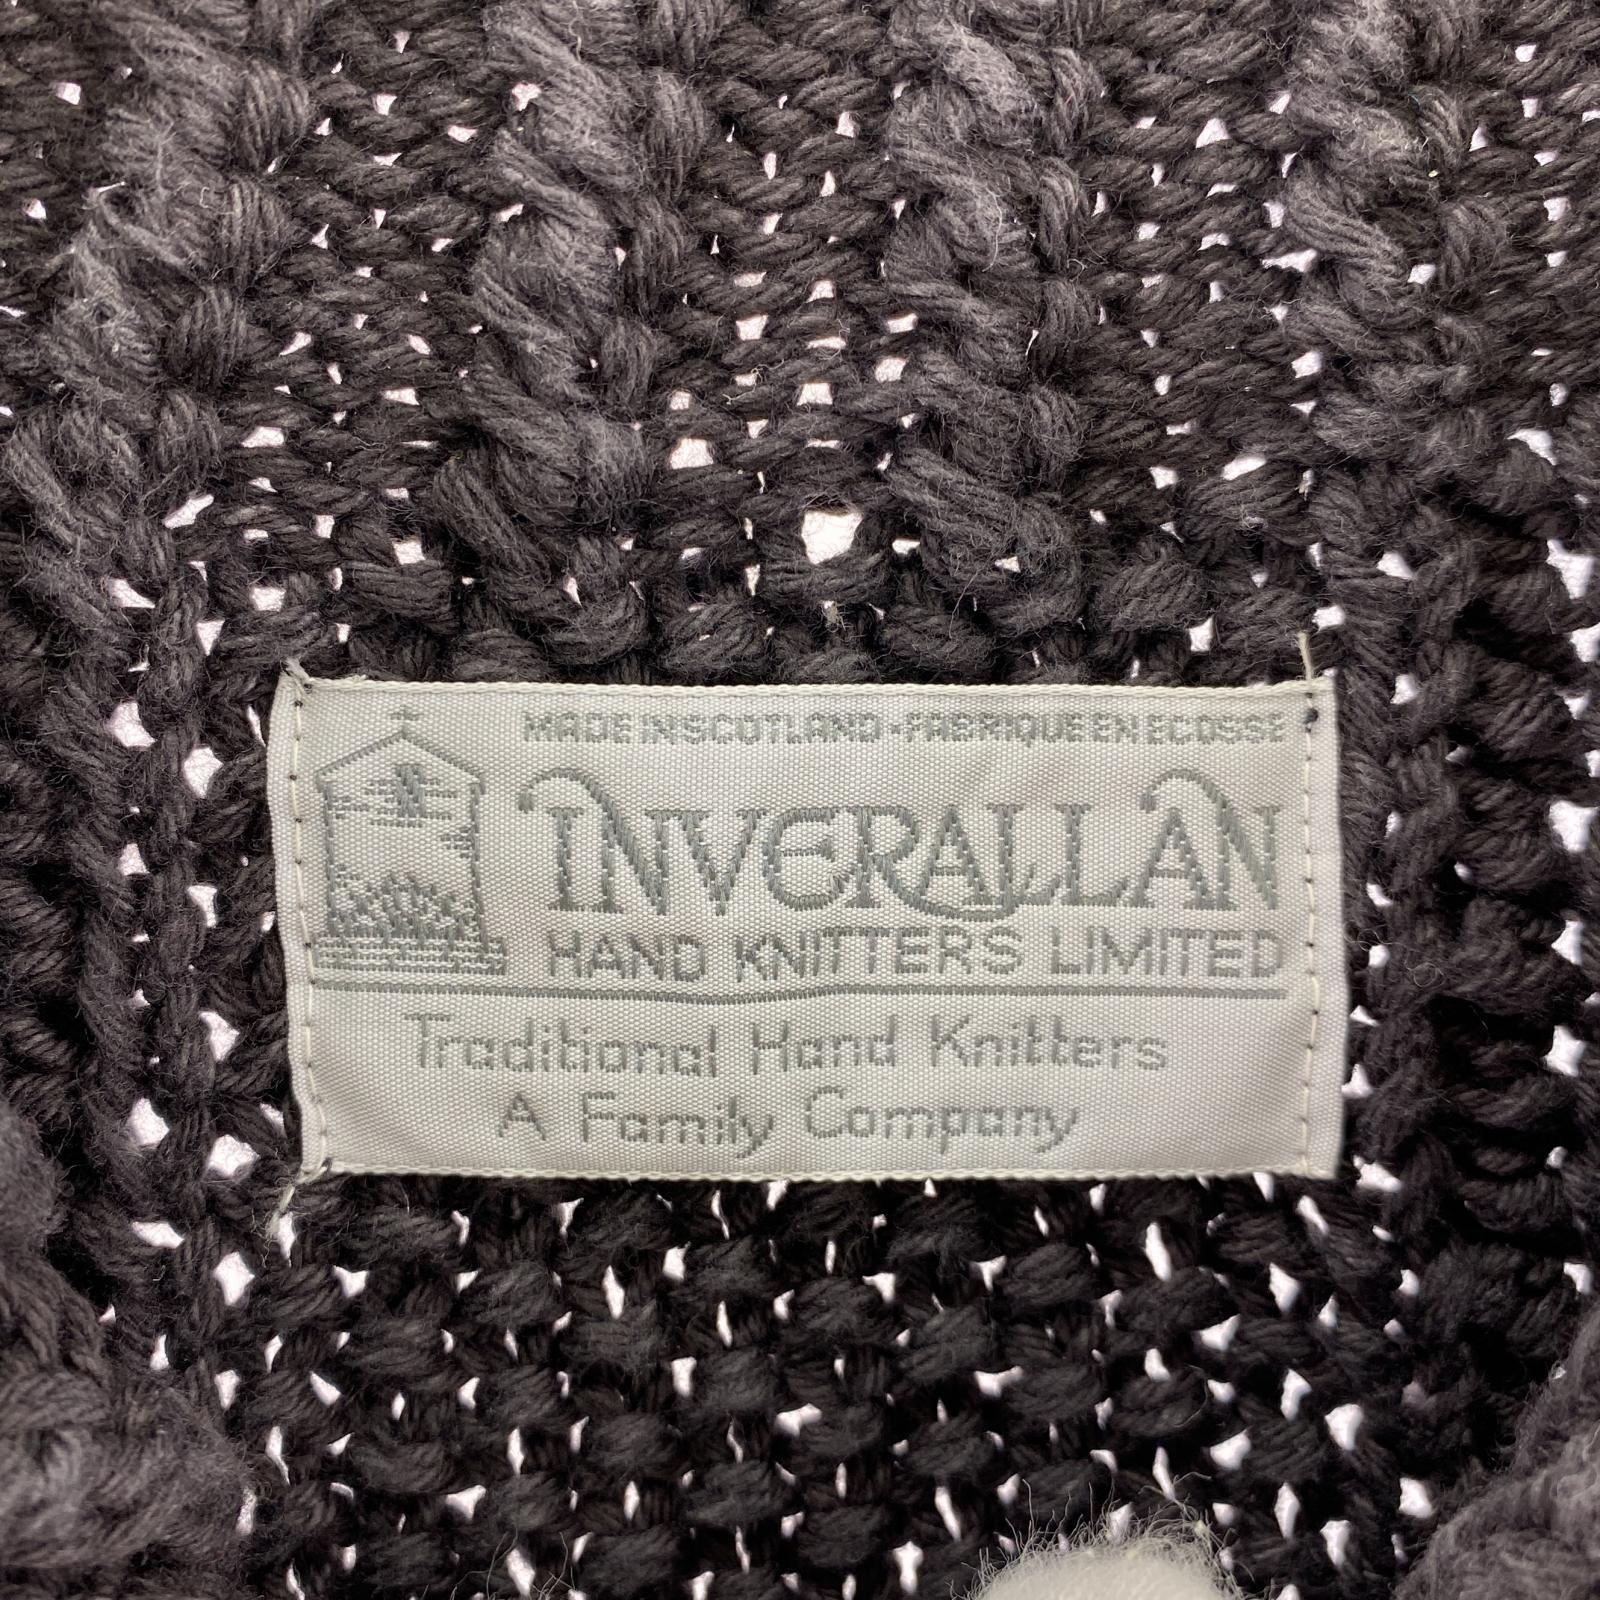 MADE IN SCOTLAND · FABRIQUE EN ECOSSE
INVERALLAN
HAND KNITTERS LIMITED
Traditional Hand Knitters
A Family Company